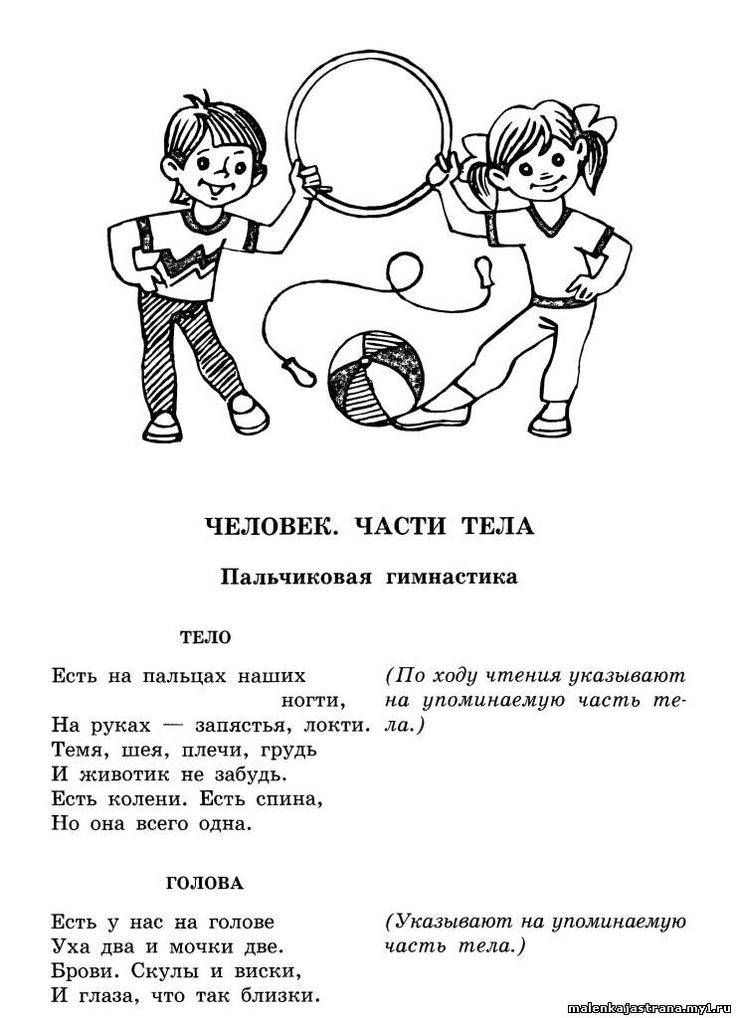 ЧЕЛОВЕК. ЧАСТИ ТЕЛА
Пальчиковая гимнастика
ТЕЛО
Есть на пальцах наших
ногти,
На руках — запястья, локти.
Темя, шея, плечи, грудь
И животик не забудь.
Есть колени. Есть спина,
Но она всего одна.
(По ходу чтения указывают
на упоминаемую часть те-
ла.)
ГОЛОВА
Есть у нас на голове
Уха два и мочки две.
Брови. Скулы и виски,
И глаза, что так близки.
(Указывают на упоминаемую
часть тела.)
malenkajastrana.my1.ru